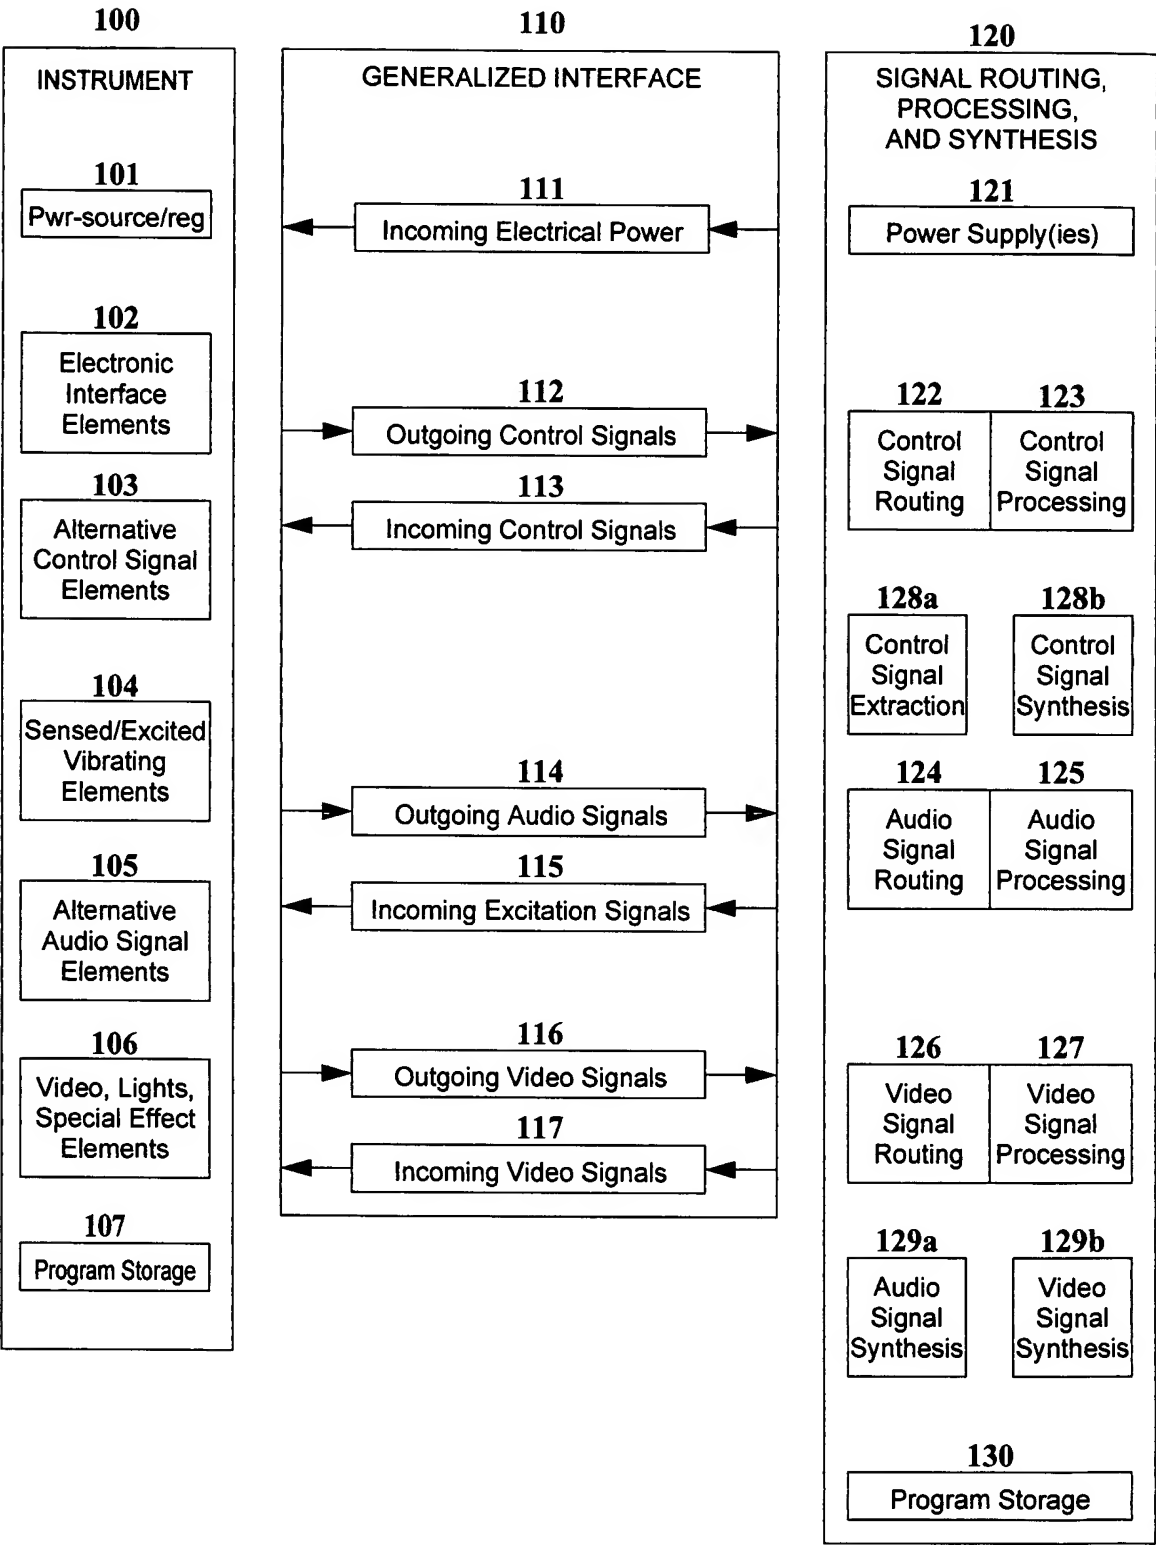 100
INSTRUMENT
101
Pwr-source/reg
102
Electronic
Interface
Elements
103
Alternative
Control Signal
Elements
104
Sensed/Excited
Vibrating
Elements
105
Alternative
Audio Signal
Elements
106
Video, Lights,
Special Effect
Elements
107
Program Storage
110
GENERALIZED INTERFACE
111
Incoming Electrical Power
112
Outgoing Control Signals
113
Incoming Control Signals
114
Outgoing Audio Signals
115
Incoming Excitation Signals
116
Outgoing Video Signals
117
Incoming Video Signals
120
SIGNAL ROUTING,
PROCESSING,
AND SYNTHESIS
121
Power Supply(ies)
122
Control
Signal
Routing
123
Control
Signal
Processing
128a
Control
Signal
Extraction
128b
Control
Signal
Synthesis
124
Audio
Signal
Routing
125
Audio
Signal
Processing
126
Video
Signal
Routing
127
Video
Signal
Processing
129a
Audio
Signal
Synthesis
129b
Video
Signal
Synthesis
130
Program Storage